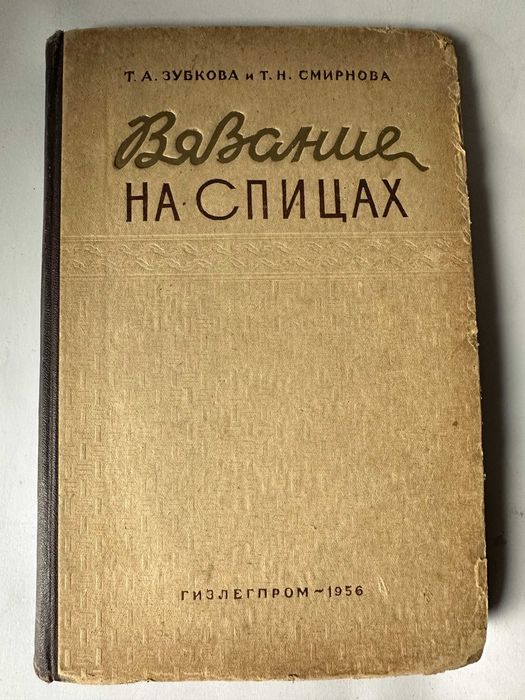 Т. А. ЗУБКОВА и Т. Н. СМИРНОВА
Вязание
НА СПИЦАХ
ГИЗЛЕГПРОМ ~ 1956